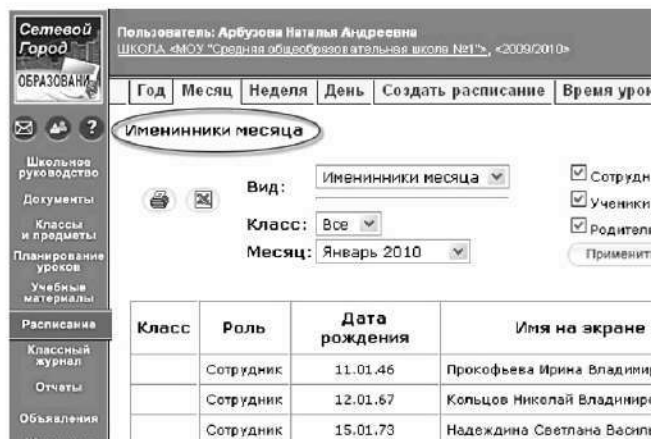 Сетевой
Город
ОБРАЗОВАНИ
Пользователь: Арбузова Наталья Андреевна
ШКОЛА <МОУ "Средняя общеобразовательная школа №1">, <2009/2010>
Год Месяц Неделя День Создать расписание Время урок
?
Именинники месяца
Школьное
руководство
Документы
Классы
и предметы
Планирование
уроков
Учебные
материалы
Расписание
Классный
журнал
Отчеты
Объявления
Вид: Именинники месяца
Класс: Все
Месяц: Январь 2010
Сотрудн
Ученики
Родители
Применит
Класс Роль Дата рождения Имя на экране
Сотрудник 11.01.46 Прокофьева Ирина Владимир
Сотрудник 12.01.67 Кольцов Николай Владимиро
Сотрудник 15.01.73 Надеждина Светлана Василь